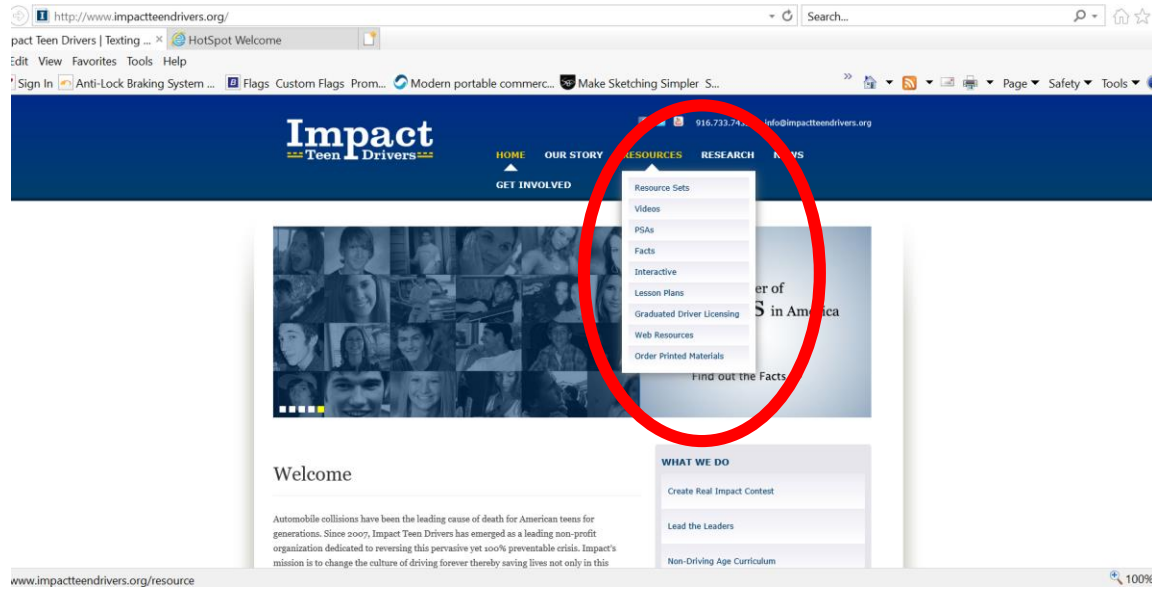 http://www.impactteendrivers.org/
Search...
pact Teen Drivers | Texting ... × HotSpot Welcome
Edit View Favorites Tools Help
Sign In Anti-Lock Braking System ... Flags Custom Flags Prom... Modern portable commerc... Make Sketching Simpler S... » Page Safety Tools
916.733.74 info@impactteendrivers.org
Impact
Teen Drivers
HOME OUR STORY RESOURCES RESEARCH NEWS
GET INVOLVED
Resource Sets
Videos
PSAs
Facts
Interactive
Lesson Plans
Graduated Driver Licensing
Web Resources
Order Printed Materials
er of
S in America
Find out the Facts
Welcome
Automobile collisions have been the leading cause of death for American teens for
generations. Since 2007, Impact Teen Drivers has emerged as a leading non-profit
organization dedicated to reversing this pervasive yet 100% preventable crisis. Impact's
mission is to change the culture of driving forever thereby saving lives not only in this
WHAT WE DO
Create Real Impact Contest
Lead the Leaders
Non-Driving Age Curriculum
www.impactteendrivers.org/resource
100%